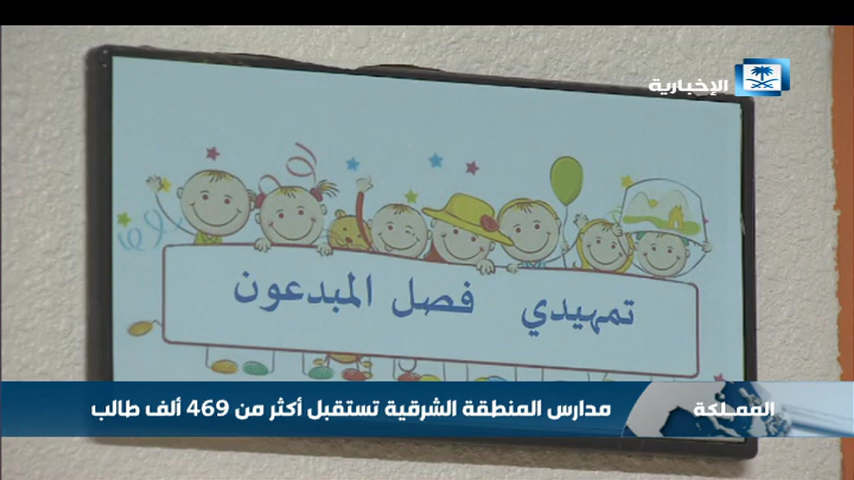 الإخبارية
تمهيدي فصل المبدعون
المملكة
مدارس المنطقة الشرقية تستقبل أكثر من 469 ألف طالب